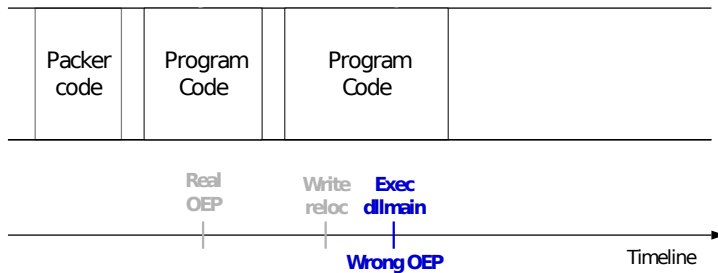 Packer
code
Program
Code
Program
Code
Real
OEP
Write
reloc
Exec
dllmain
Wrong OEP
Timeline